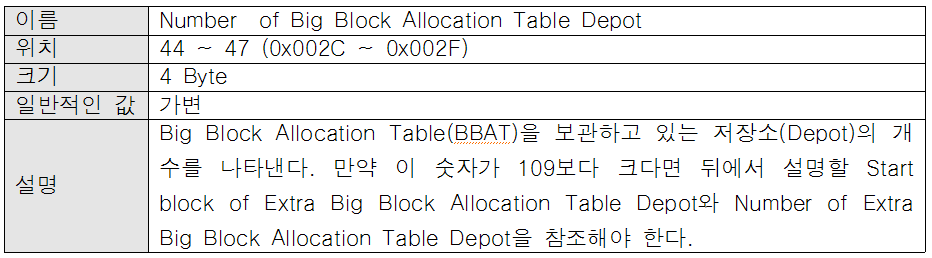 이름 Number of Big Block Allocation Table Depot
위치 44 ~ 47 (0x002C ~ 0x002F)
크기 4 Byte
일반적인 값 가변
설명
Big Block Allocation Table(BBAT)을 보관하고 있는 저장소(Depot)의 개
수를 나타낸다. 만약 이 숫자가 109보다 크다면 뒤에서 설명할 Start
block of Extra Big Block Allocation Table Depot와 Number of Extra
Big Block Allocation Table Depot을 참조해야 한다.